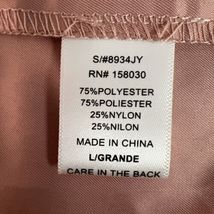 S/#8934JY
RN# 158030
75%POLYESTER
75%POLIESTER
25%NYLON
25%NILON
MADE IN CHINA
L/GRANDE
CARE IN THE BACK